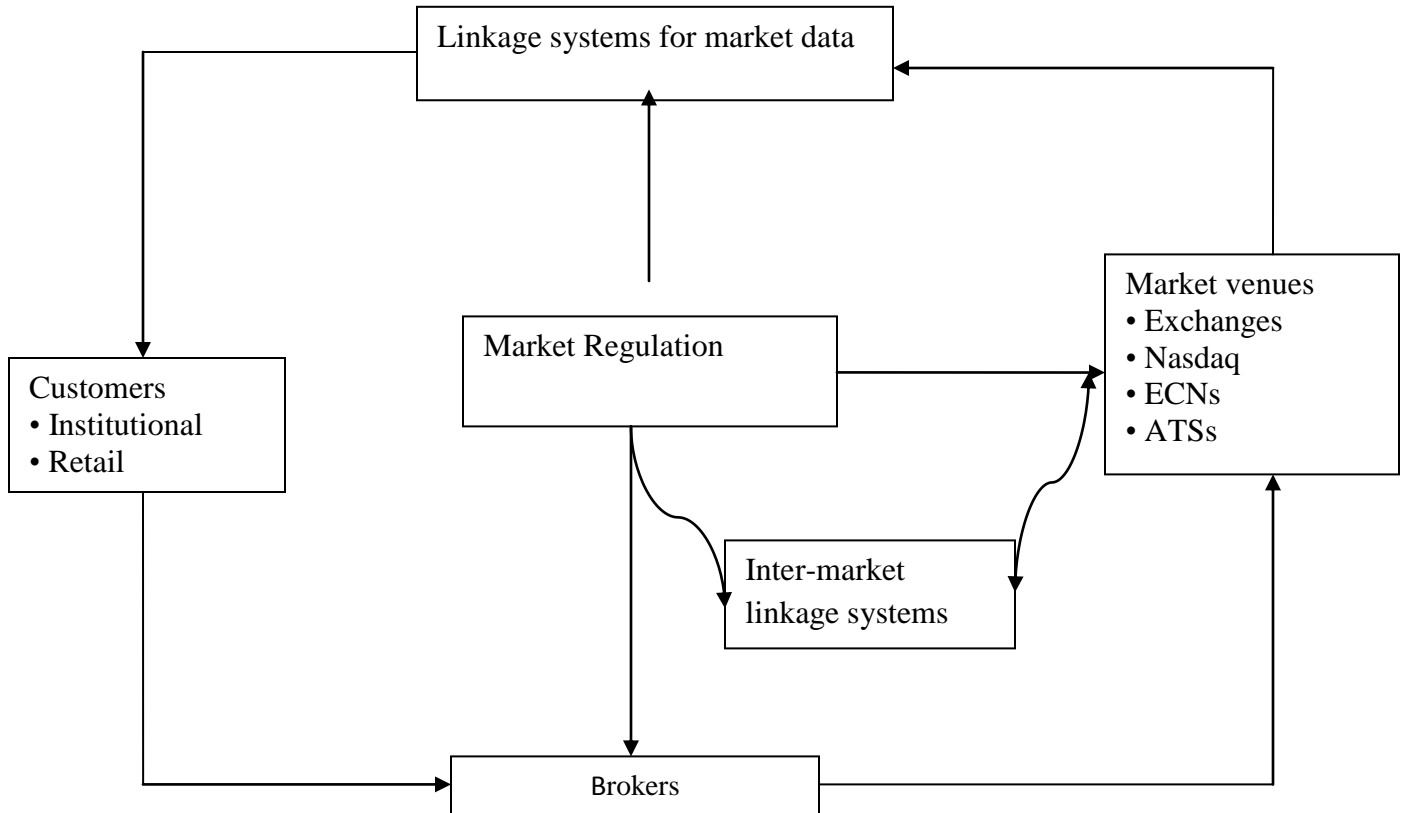 Linkage systems for market data
Market venues
• Exchanges
• Nasdaq
• ECNs
• ATSs
Market Regulation
Customers
• Institutional
• Retail
Inter-market
linkage systems
Brokers